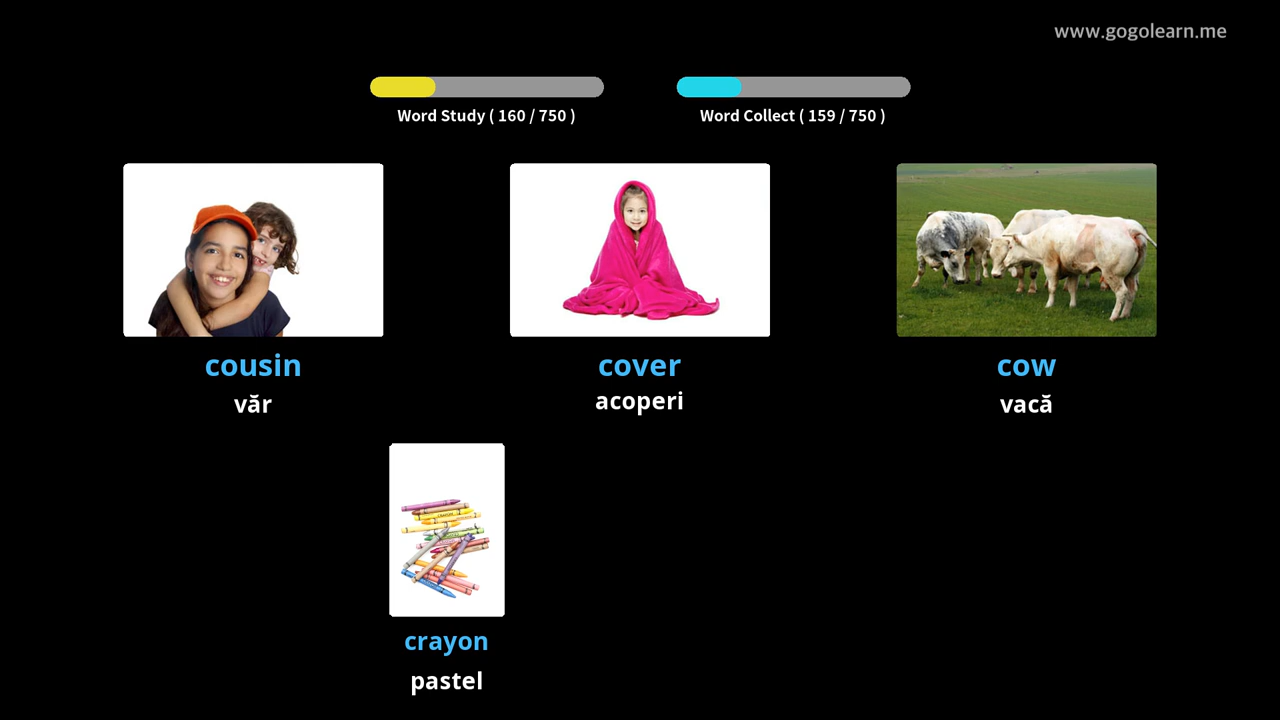 www.gogolearn.me
Word Study ( 160 / 750 )
Word Collect ( 159 / 750 )
cousin
văr
cover
acoperi
cow
vacă
crayon
pastel